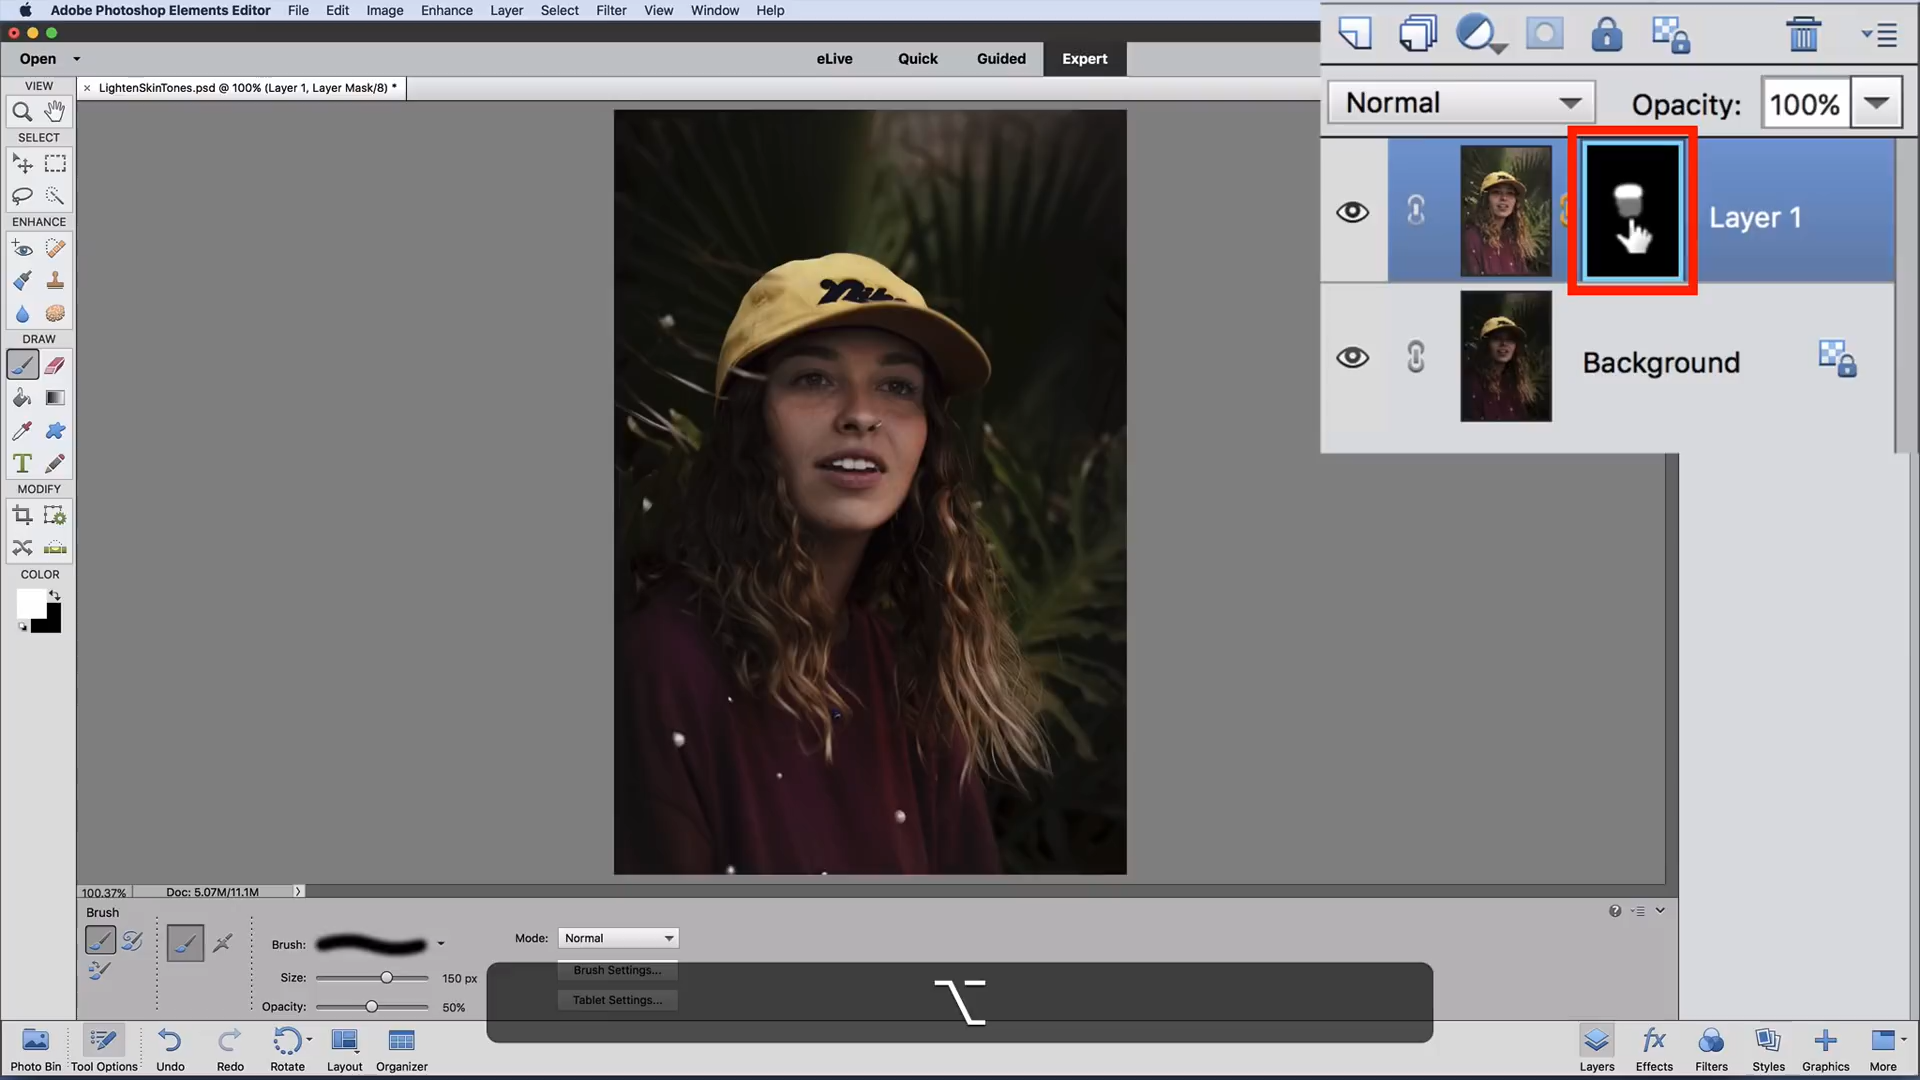 Adobe Photoshop Elements Editor File Edit Image Enhance Layer Select Filter View Window Help
Open eLive Quick Guided Expert
× LightenSkinTones.psd @ 100% (Layer 1, Layer Mask/8) *
VIEW
SELECT
ENHANCE
DRAW
T
MODIFY
COLOR
Normal Opacity: 100%
Layer 1
Background
100.37% Doc: 5.07M/11.1M
Brush
Brush: Mode: Normal
Size: 150 px Brush Settings...
Opacity: 50% Tablet Settings...
⌥
Photo Bin Tool Options Undo Redo Rotate Layout Organizer Layers Effects Filters Styles Graphics More